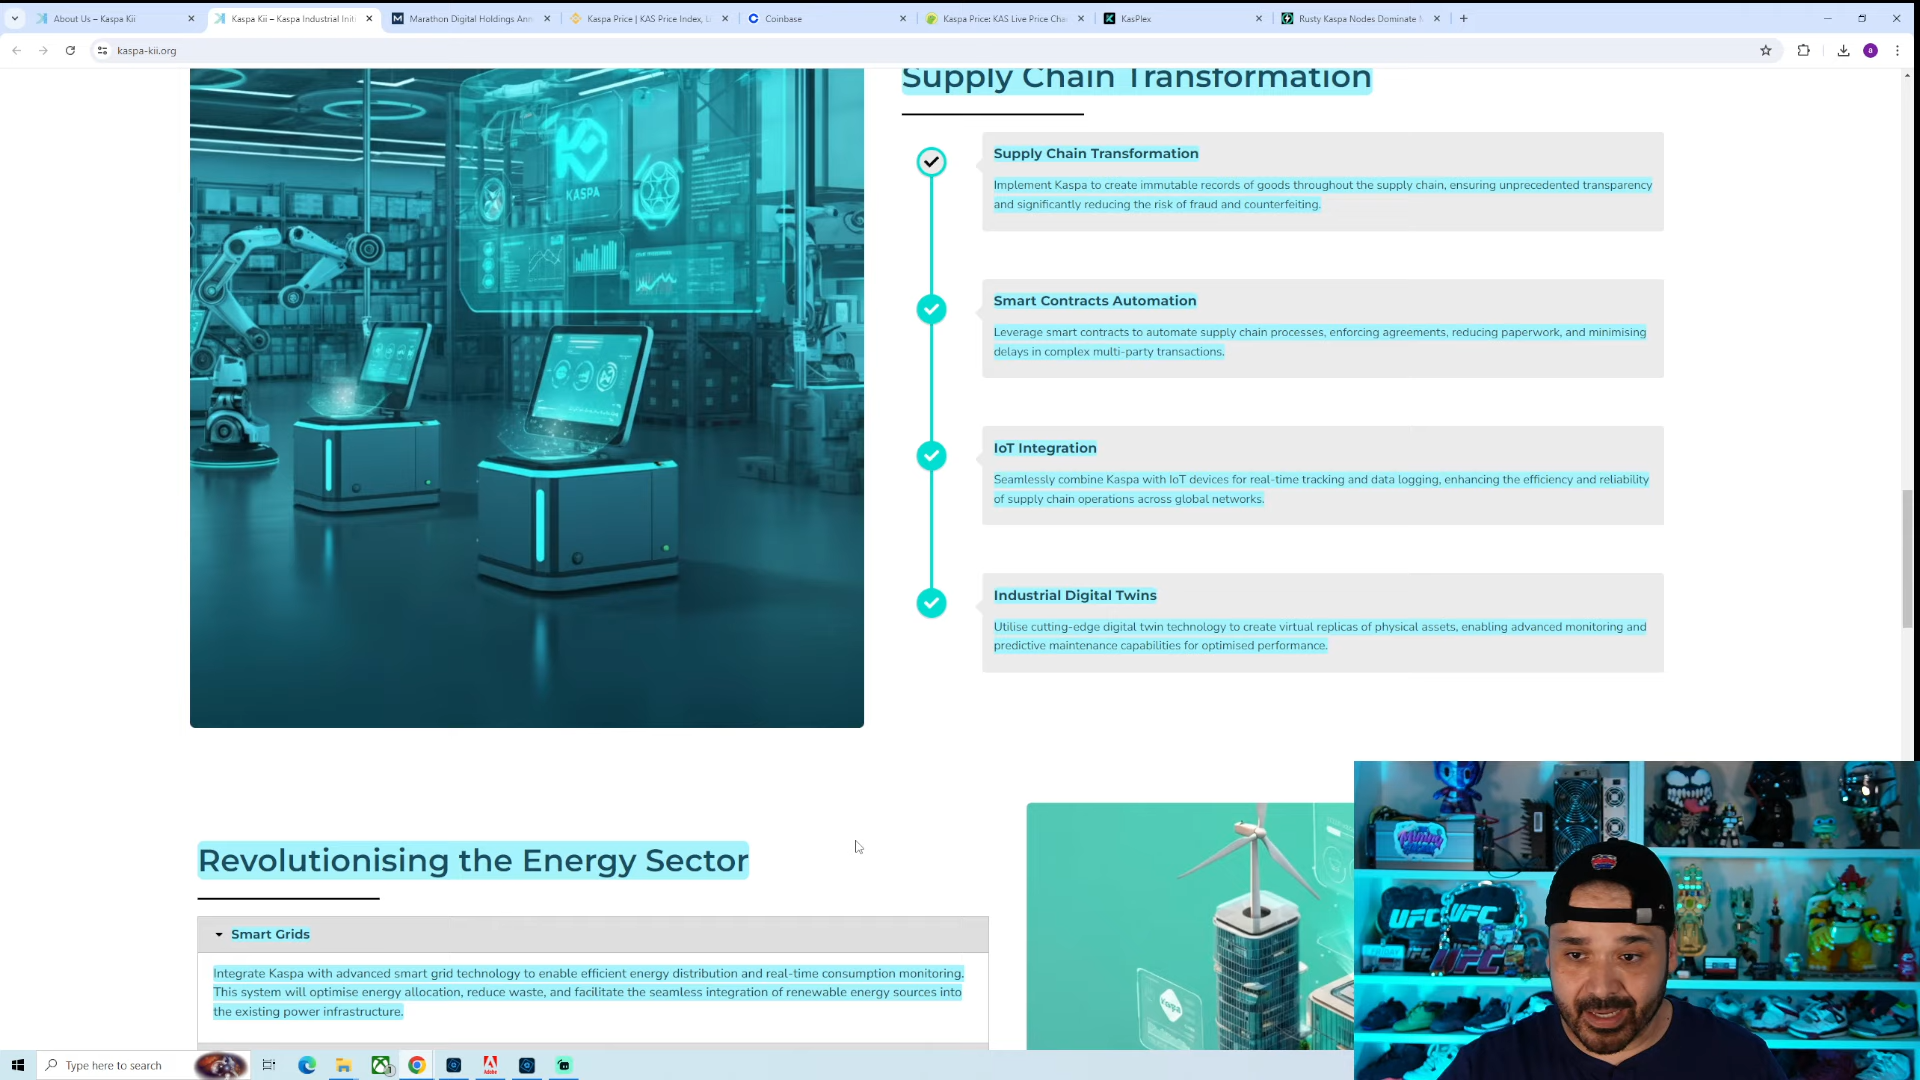 About Us – Kaspa Kii
Kaspa Kii – Kaspa Industrial Init
Marathon Digital Holdings Ann
Kaspa Price | KAS Price Index, Li
Coinbase
Kaspa Price: KAS Live Price Cha
KasPlex
Rusty Kaspa Nodes Dominate
kaspa-kii.org
a
Supply Chain Transformation
KASPA
Supply Chain Transformation
Implement Kaspa to create immutable records of goods throughout the supply chain, ensuring unprecedented transparency
and significantly reducing the risk of fraud and counterfeiting.
Smart Contracts Automation
Leverage smart contracts to automate supply chain processes, enforcing agreements, reducing paperwork, and minimising
delays in complex multi-party transactions.
IoT Integration
Seamlessly combine Kaspa with IoT devices for real-time tracking and data logging, enhancing the efficiency and reliability
of supply chain operations across global networks.
Industrial Digital Twins
Utilise cutting-edge digital twin technology to create virtual replicas of physical assets, enabling advanced monitoring and
predictive maintenance capabilities for optimised performance.
Revolutionising the Energy Sector
Smart Grids
Integrate Kaspa with advanced smart grid technology to enable efficient energy distribution and real-time consumption monitoring.
This system will optimise energy allocation, reduce waste, and facilitate the seamless integration of renewable energy sources into
the existing power infrastructure.
Mining
UFC
UFC
UFC
Type here to search